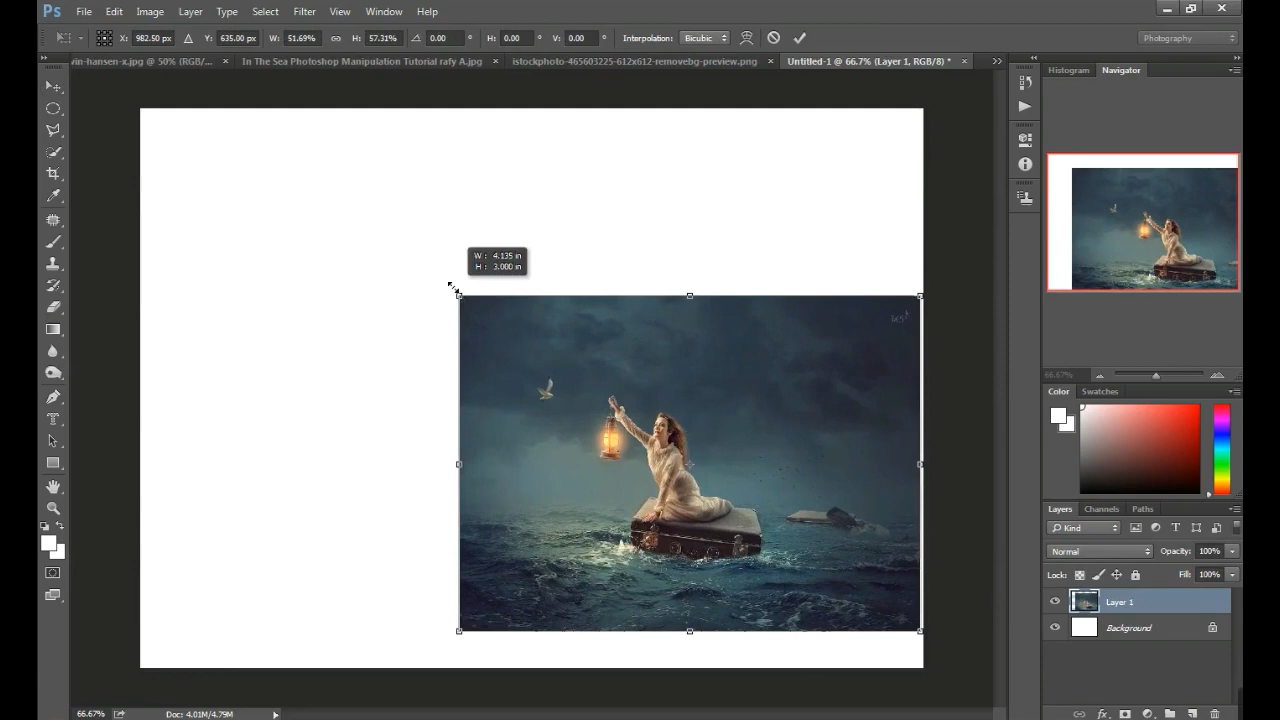 Ps File Edit Image Layer Type Select Filter View Window Help
X: 982.50 px Y: 635.00 px W: 51.69% H: 57.31% 0.00 ° H: 0.00 ° V: 0.00 ° Interpolation: Bicubic Photography
vin-hansen-x.jpg @ 50% (RGB/... × In The Sea Photoshop Manipulation Tutorial rafy A.jpg × istockphoto-465603225-612x612-removebg-preview.png × Untitled-1 @ 66.7% (Layer 1, RGB/8) * ×
Histogram Navigator
W : 4.135 in
H : 3.000 in
66.67%
Color Swatches
Layers Channels Paths
Kind
Normal Opacity: 100%
Lock: Fill: 100%
Layer 1
Background
66.67% Doc: 4.01M/4.79M